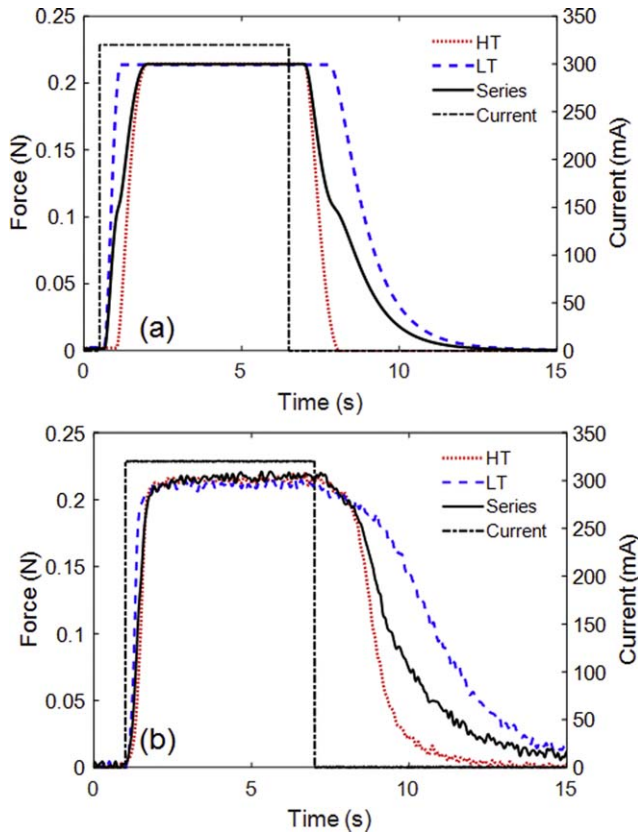 0.25
0.2
0.15
0.1
0.05
0
Force (N)
350
300
250
200
150
100
50
0
Current (mA)
HT
LT
Series
Current
(a)
0 5 10 15
Time (s)
0.25
0.2
0.15
0.1
0.05
0
Force (N)
350
300
250
200
150
100
50
0
Current (mA)
HT
LT
Series
Current
(b)
0 5 10 15
Time (s)